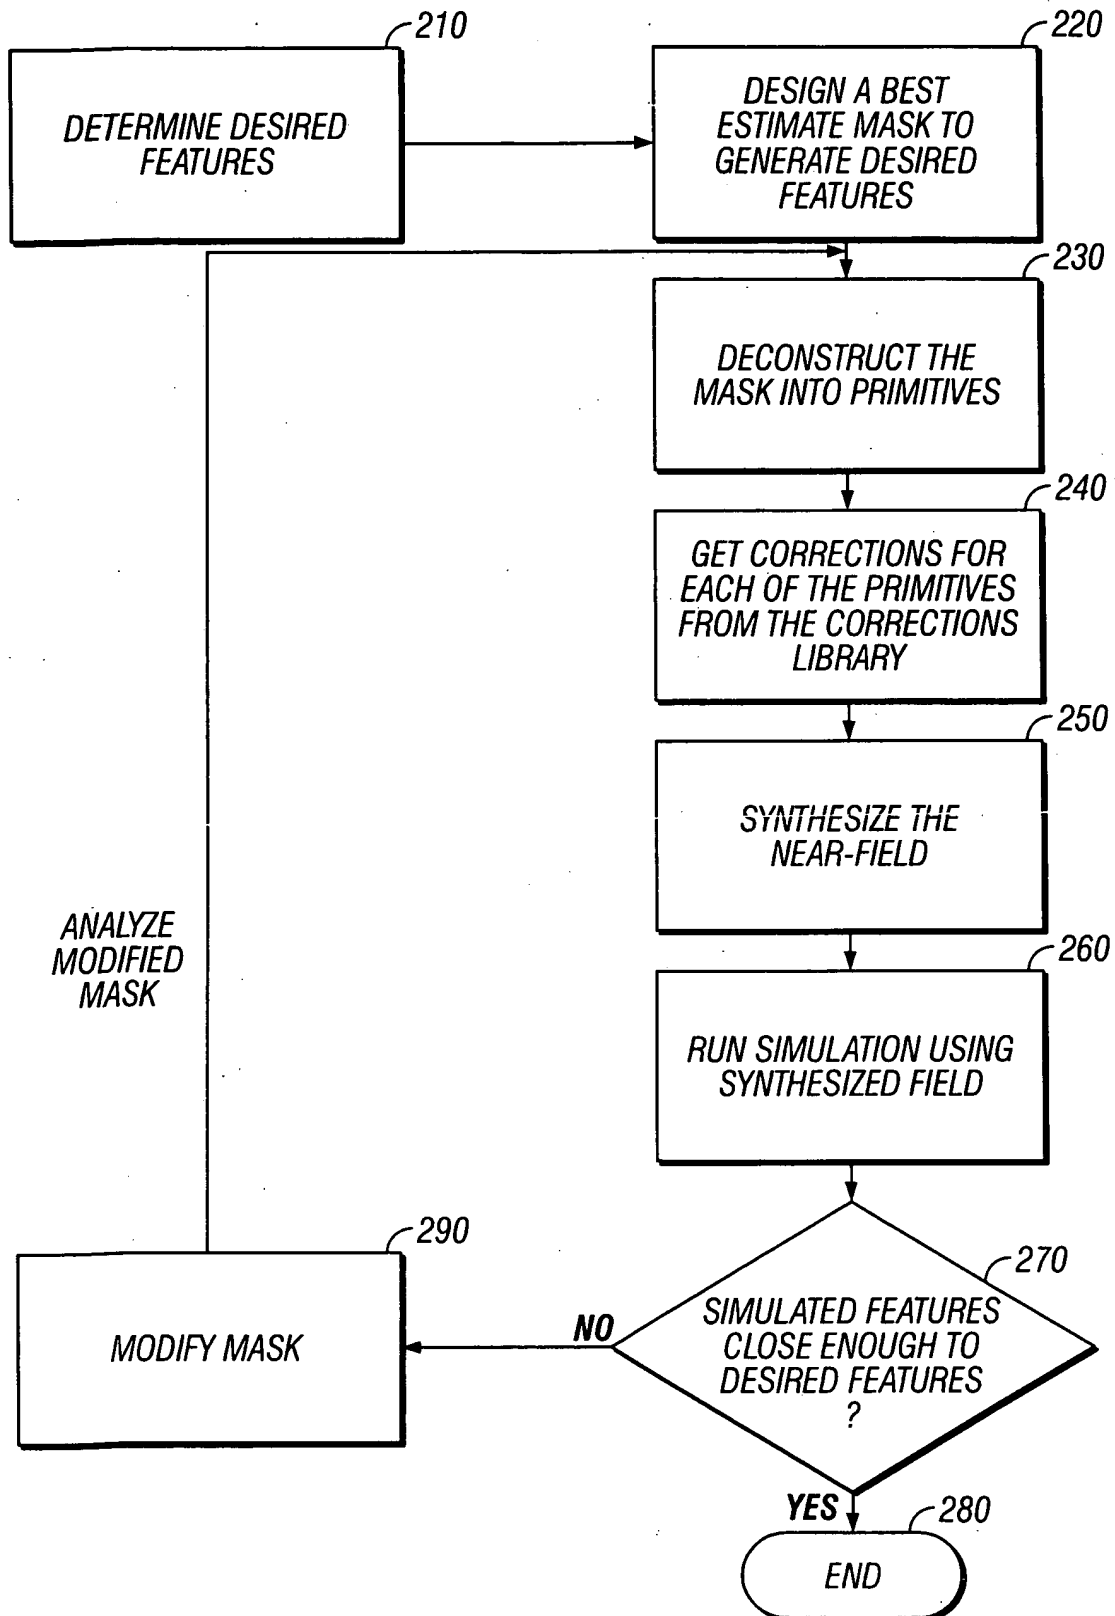 210
DETERMINE DESIRED
FEATURES
220
DESIGN A BEST
ESTIMATE MASK TO
GENERATE DESIRED
FEATURES
230
DECONSTRUCT THE
MASK INTO PRIMITIVES
240
GET CORRECTIONS FOR
EACH OF THE PRIMITIVES
FROM THE CORRECTIONS
LIBRARY
250
SYNTHESIZE THE
NEAR-FIELD
260
RUN SIMULATION USING
SYNTHESIZED FIELD
270
SIMULATED FEATURES
CLOSE ENOUGH TO
DESIRED FEATURES
?
NO
290
MODIFY MASK
ANALYZE
MODIFIED
MASK
YES
280
END